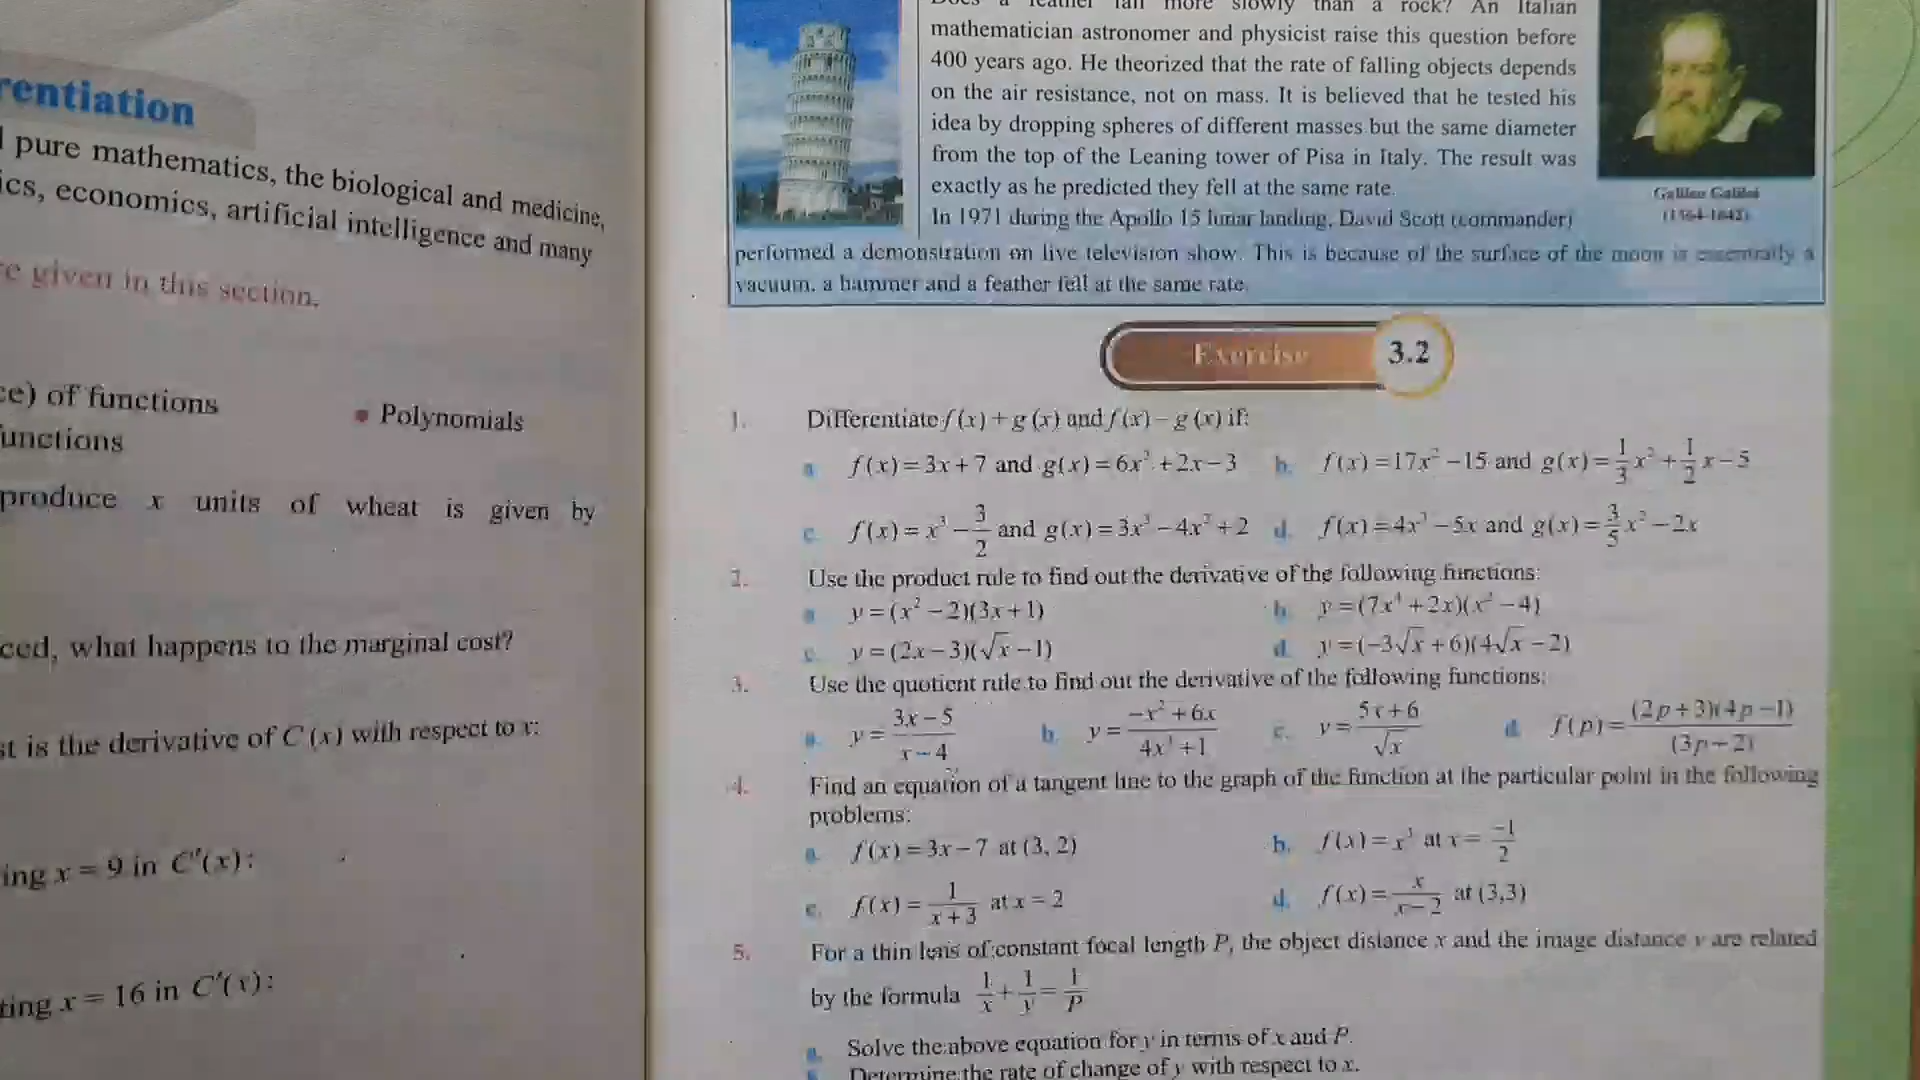 rentiation
pure mathematics, the biological and medicine,
ics, economics, artificial intelligence and many
re given in this section.
ce) of functions
• Polynomials
unctions
produce x units of wheat is given by
ced, what happens to the marginal cost?
st is the derivative of C (x) with respect to x:
ing x = 9 in C′(x):
ting x = 16 in C′(x):
Does a feather fall more slowly than a rock? An Italian
mathematician astronomer and physicist raise this question before
400 years ago. He theorized that the rate of falling objects depends
on the air resistance, not on mass. It is believed that he tested his
idea by dropping spheres of different masses but the same diameter
from the top of the Leaning tower of Pisa in Italy. The result was
exactly as he predicted they fell at the same rate.
In 1971 during the Apollo 15 lunar landing, David Scott (commander)
performed a demonstration on live television show. This is because of the surface of the moon is essentially a
vacuum, a hammer and a feather fell at the same rate.
Galileo Galilei
(1564-1642)
Exercise 3.2
1. Differentiate f (x) + g (x) and f (x) – g (x) if:
a. f(x) = 3x + 7 and g(x) = 6x² + 2x – 3 b. f(x) = 17x² – 15 and g(x) = 1/3 x² + 1/2 x – 5
c. f(x) = x³ – 3/2 and g(x) = 3x³ – 4x² + 2 d. f(x) = 4x³ – 5x and g(x) = 3/5 x² – 2x
2. Use the product rule to find out the derivative of the following functions:
a. y = (x² – 2)(3x + 1) b. y = (7x⁴ + 2x)(x² – 4)
c. y = (2x – 3)(√x – 1) d. y = (–3√x + 6)(4√x – 2)
3. Use the quotient rule to find out the derivative of the following functions:
a. y = (3x – 5)/(x – 4) b. y = (–x² + 6x)/(4x³ + 1) c. y = (5x + 6)/√x d. f(p) = (2p + 3)(4p – 1)/(3p – 2)
4. Find an equation of a tangent line to the graph of the function at the particular point in the following
problems:
a. f(x) = 3x – 7 at (3, 2) b. f(x) = x³ at x = –1/2
c. f(x) = 1/(x + 3) at x = 2 d. f(x) = x/(x – 2) at (3,3)
5. For a thin lens of constant focal length P, the object distance x and the image distance y are related
by the formula 1/x + 1/y = 1/P
a. Solve the above equation for y in terms of x and P.
b. Determine the rate of change of y with respect to x.